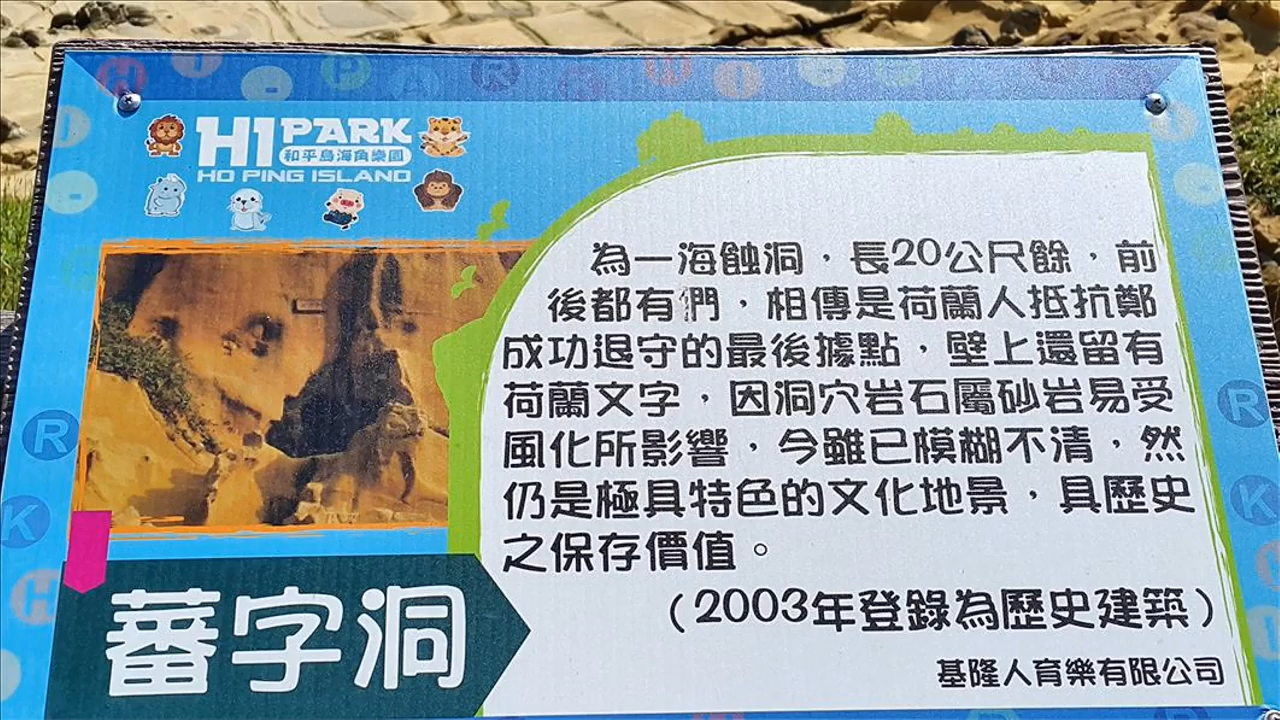 HI PARK
和平島海角樂園
HO PING ISLAND
為一海蝕洞，長20公尺餘，前
後都有們，相傳是荷蘭人抵抗鄭
成功退守的最後據點，壁上還留有
荷蘭文字，因洞穴岩石屬砂岩易受
風化所影響，今雖已模糊不清，然
仍是極具特色的文化地景，具歷史
之保存價值。
（2003年登錄為歷史建築）
蕃字洞
基隆人育樂有限公司